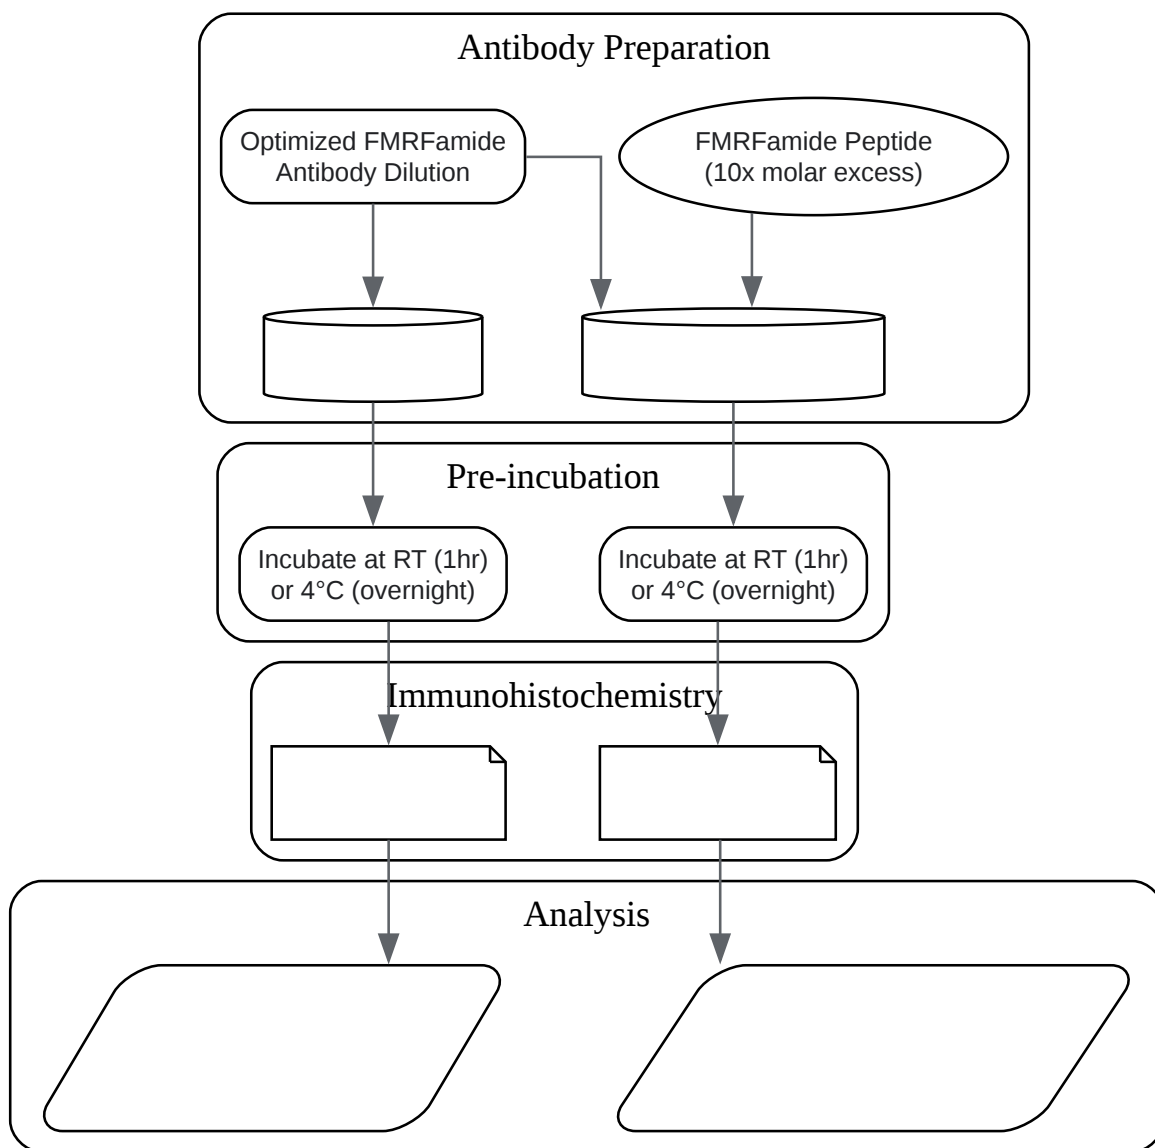 Antibody Preparation
Optimized FMRFamide
Antibody Dilution
FMRFamide Peptide
(10x molar excess)
Pre-incubation
Incubate at RT (1hr)
or 4°C (overnight)
Incubate at RT (1hr)
or 4°C (overnight)
Immunohistochemistry
Analysis